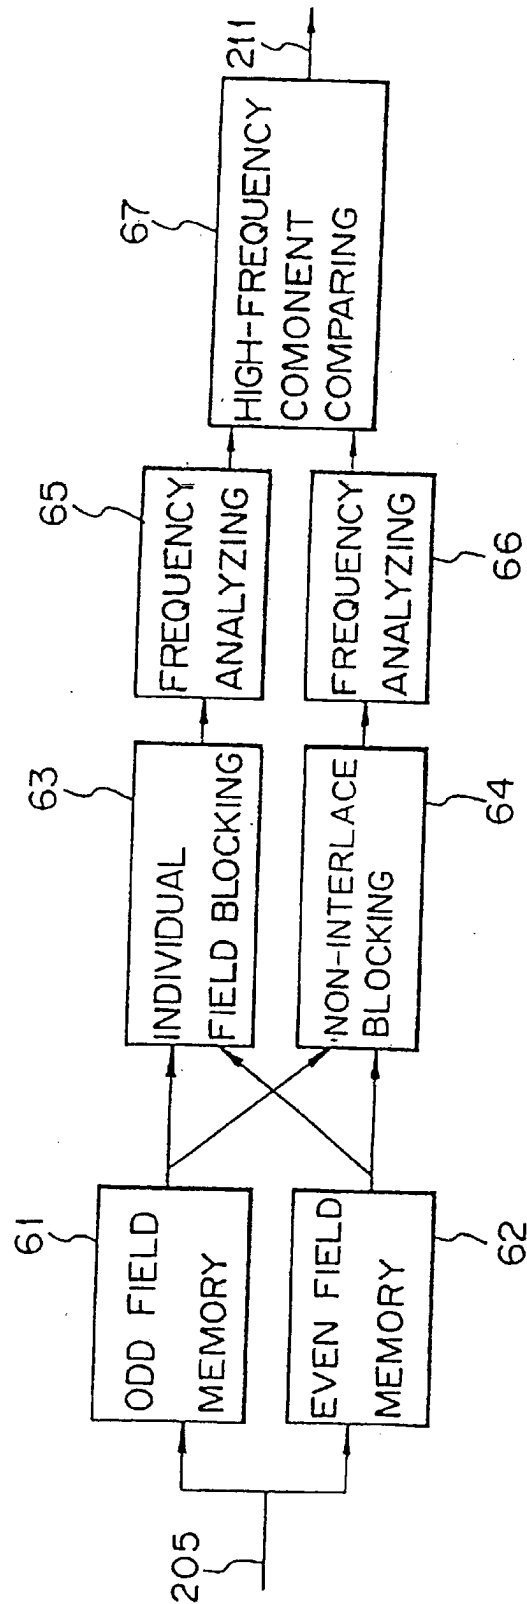 205
61
ODD FIELD
MEMORY
EVEN FIELD
MEMORY
62
63
INDIVIDUAL
FIELD BLOCKING
NON-INTERLACE
BLOCKING
64
65
FREQUENCY
ANALYZING
FREQUENCY
ANALYZING
66
67
HIGH-FREQUENCY
COMONENT
COMPARING
211